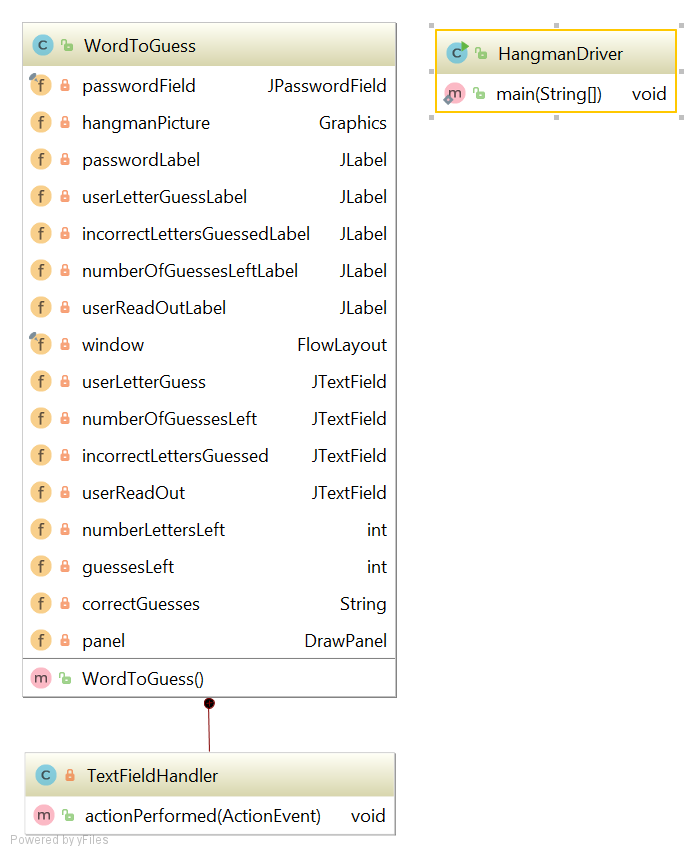 WordToGuess
passwordField JPasswordField
hangmanPicture Graphics
passwordLabel JLabel
userLetterGuessLabel JLabel
incorrectLettersGuessedLabel JLabel
numberOfGuessesLeftLabel JLabel
userReadOutLabel JLabel
window FlowLayout
userLetterGuess JTextField
numberOfGuessesLeft JTextField
incorrectLettersGuessed JTextField
userReadOut JTextField
numberLettersLeft int
guessesLeft int
correctGuesses String
panel DrawPanel
WordToGuess()
TextFieldHandler
actionPerformed(ActionEvent) void
HangmanDriver
main(String[]) void
Powered by yFiles